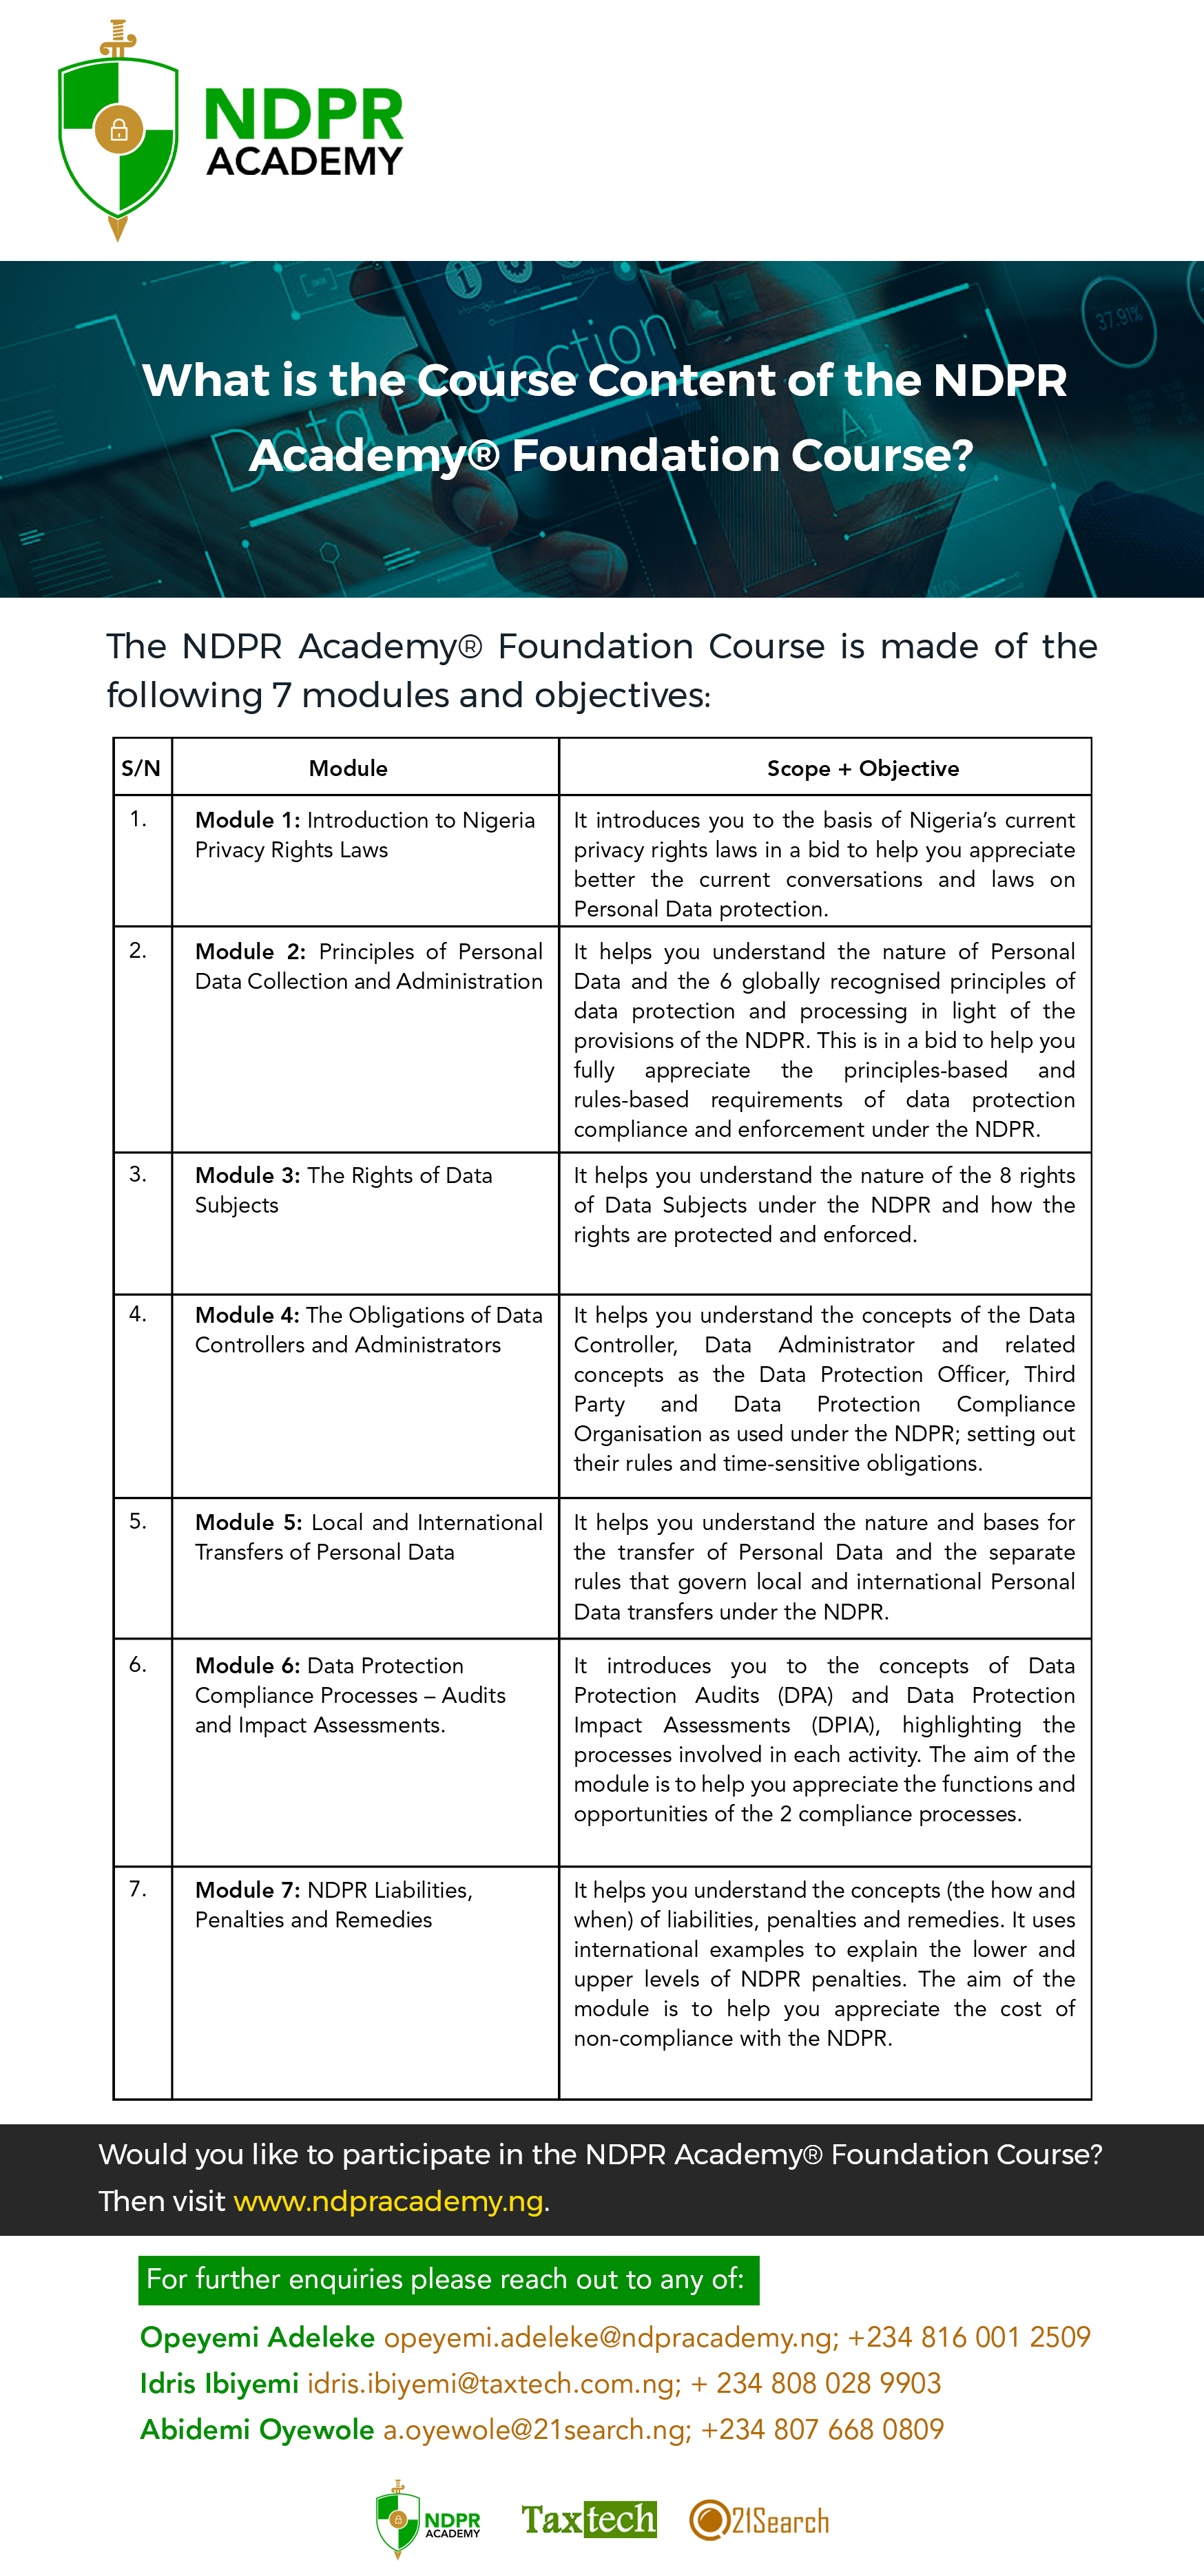 NDPR
ACADEMY
Information
Protected
37.91%
Data Protection
A1
What is the Course Content of the NDPR
Academy® Foundation Course?
The NDPR Academy® Foundation Course is made of the
following 7 modules and objectives:
S/N Module Scope + Objective
1. Module 1: Introduction to Nigeria
Privacy Rights Laws
It introduces you to the basis of Nigeria’s current
privacy rights laws in a bid to help you appreciate
better the current conversations and laws on
Personal Data protection.
2. Module 2: Principles of Personal
Data Collection and Administration
It helps you understand the nature of Personal
Data and the 6 globally recognised principles of
data protection and processing in light of the
provisions of the NDPR. This is in a bid to help you
fully appreciate the principles-based and
rules-based requirements of data protection
compliance and enforcement under the NDPR.
3. Module 3: The Rights of Data
Subjects
It helps you understand the nature of the 8 rights
of Data Subjects under the NDPR and how the
rights are protected and enforced.
4. Module 4: The Obligations of Data
Controllers and Administrators
It helps you understand the concepts of the Data
Controller, Data Administrator and related
concepts as the Data Protection Officer, Third
Party and Data Protection Compliance
Organisation as used under the NDPR; setting out
their rules and time-sensitive obligations.
5. Module 5: Local and International
Transfers of Personal Data
It helps you understand the nature and bases for
the transfer of Personal Data and the separate
rules that govern local and international Personal
Data transfers under the NDPR.
6. Module 6: Data Protection
Compliance Processes – Audits
and Impact Assessments.
It introduces you to the concepts of Data
Protection Audits (DPA) and Data Protection
Impact Assessments (DPIA), highlighting the
processes involved in each activity. The aim of the
module is to help you appreciate the functions and
opportunities of the 2 compliance processes.
7. Module 7: NDPR Liabilities,
Penalties and Remedies
It helps you understand the concepts (the how and
when) of liabilities, penalties and remedies. It uses
international examples to explain the lower and
upper levels of NDPR penalties. The aim of the
module is to help you appreciate the cost of
non-compliance with the NDPR.
Would you like to participate in the NDPR Academy® Foundation Course?
Then visit www.ndpracademy.ng.
For further enquiries please reach out to any of:
Opeyemi Adeleke opeyemi.adeleke@ndpracademy.ng; +234 816 001 2509
Idris Ibiyemi idris.ibiyemi@taxtech.com.ng; + 234 808 028 9903
Abidemi Oyewole a.oyewole@21search.ng; +234 807 668 0809
NDPR
ACADEMY
Taxtech
21Search